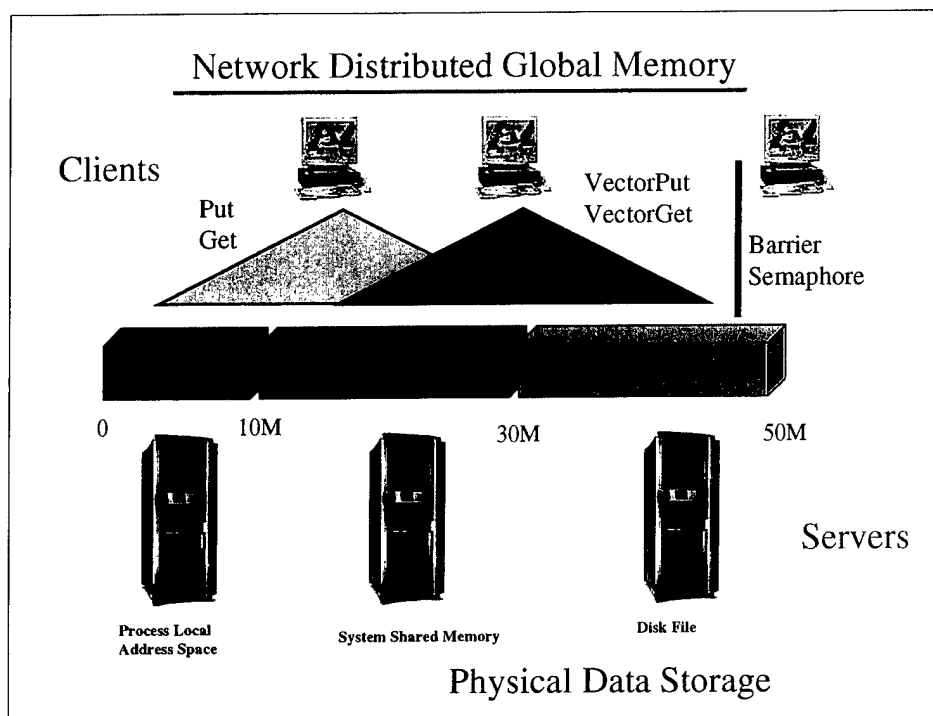 Network Distributed Global Memory
Clients
Put
Get
VectorPut
VectorGet
Barrier
Semaphore
0
10M
30M
50M
Servers
Process Local
Address Space
System Shared Memory
Disk File
Physical Data Storage